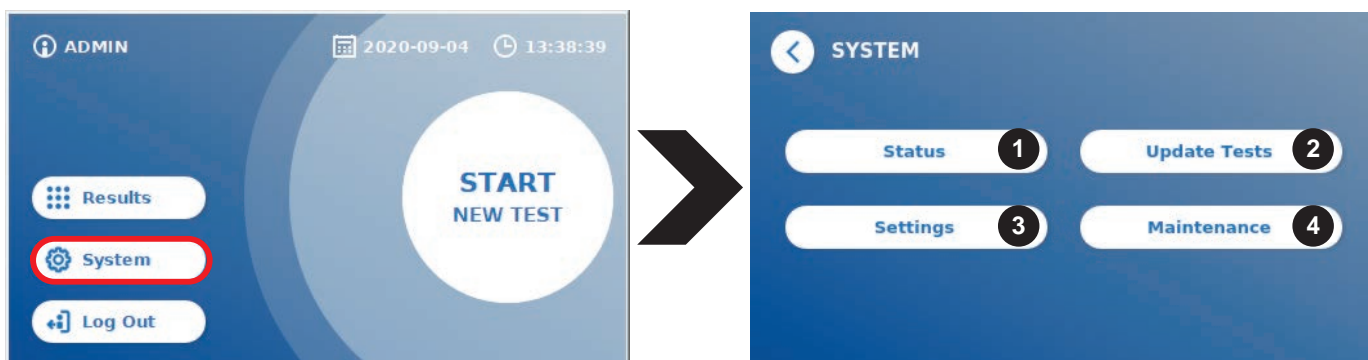 ADMIN
2020-09-04
13:38:39
START
NEW TEST
Results
System
Log Out
SYSTEM
Status 1
Update Tests 2
Settings 3
Maintenance 4